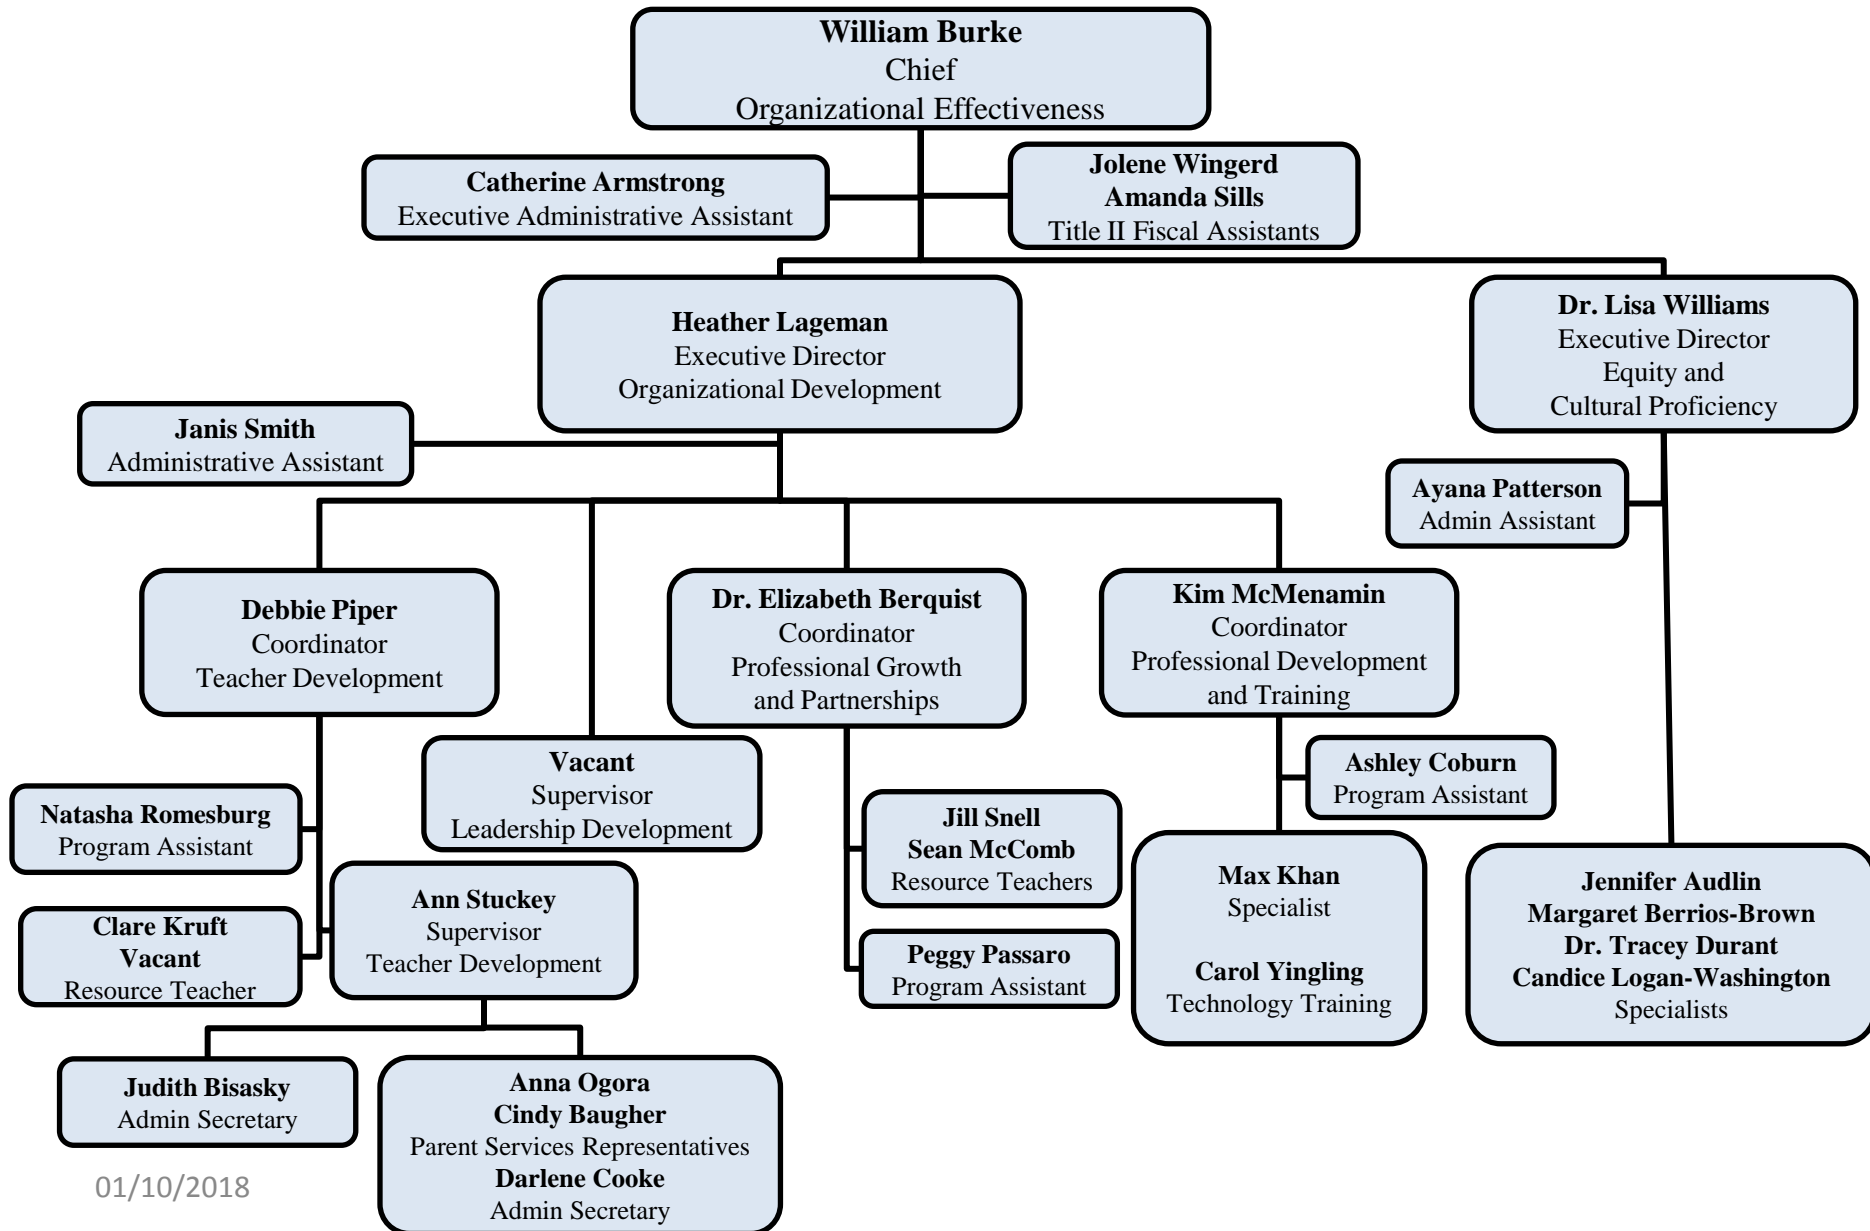 William Burke
Chief
Organizational Effectiveness
Catherine Armstrong
Executive Administrative Assistant
Jolene Wingerd
Amanda Sills
Title II Fiscal Assistants
Heather Lageman
Executive Director
Organizational Development
Dr. Lisa Williams
Executive Director
Equity and
Cultural Proficiency
Janis Smith
Administrative Assistant
Ayana Patterson
Admin Assistant
Debbie Piper
Coordinator
Teacher Development
Vacant
Supervisor
Leadership Development
Dr. Elizabeth Berquist
Coordinator
Professional Growth
and Partnerships
Kim McMenamin
Coordinator
Professional Development
and Training
Natasha Romesburg
Program Assistant
Clare Kruft
Vacant
Resource Teacher
Ann Stuckey
Supervisor
Teacher Development
Jill Snell
Sean McComb
Resource Teachers
Peggy Passaro
Program Assistant
Ashley Coburn
Program Assistant
Max Khan
Specialist
Carol Yingling
Technology Training
Jennifer Audlin
Margaret Berrios-Brown
Dr. Tracey Durant
Candice Logan-Washington
Specialists
Judith Bisasky
Admin Secretary
Anna Ogora
Cindy Baugher
Parent Services Representatives
Darlene Cooke
Admin Secretary
01/10/2018